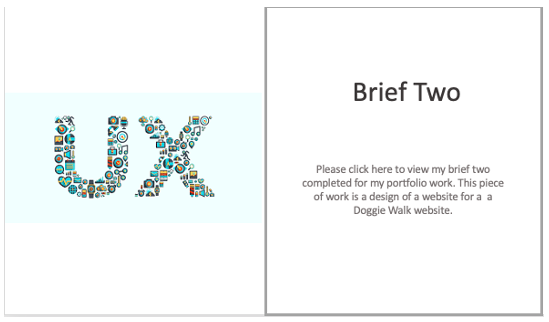 UX
Brief Two
Please click here to view my brief two
completed for my portfolio work. This piece
of work is a design of a website for a  a
Doggie Walk website.